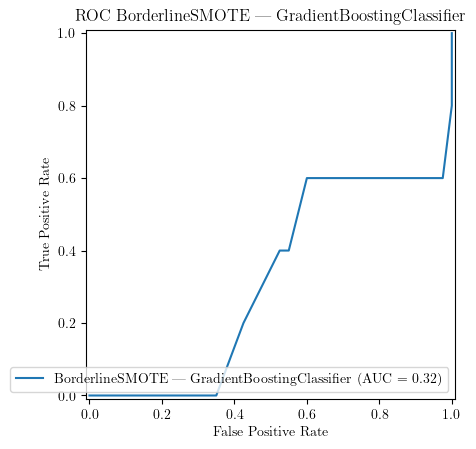 ROC BorderlineSMOTE — GradientBoostingClassifier
True Positive Rate
1.0
0.8
0.6
0.4
0.2
0.0
BorderlineSMOTE — GradientBoostingClassifier (AUC = 0.32)
0.0 0.2 0.4 0.6 0.8 1.0
False Positive Rate